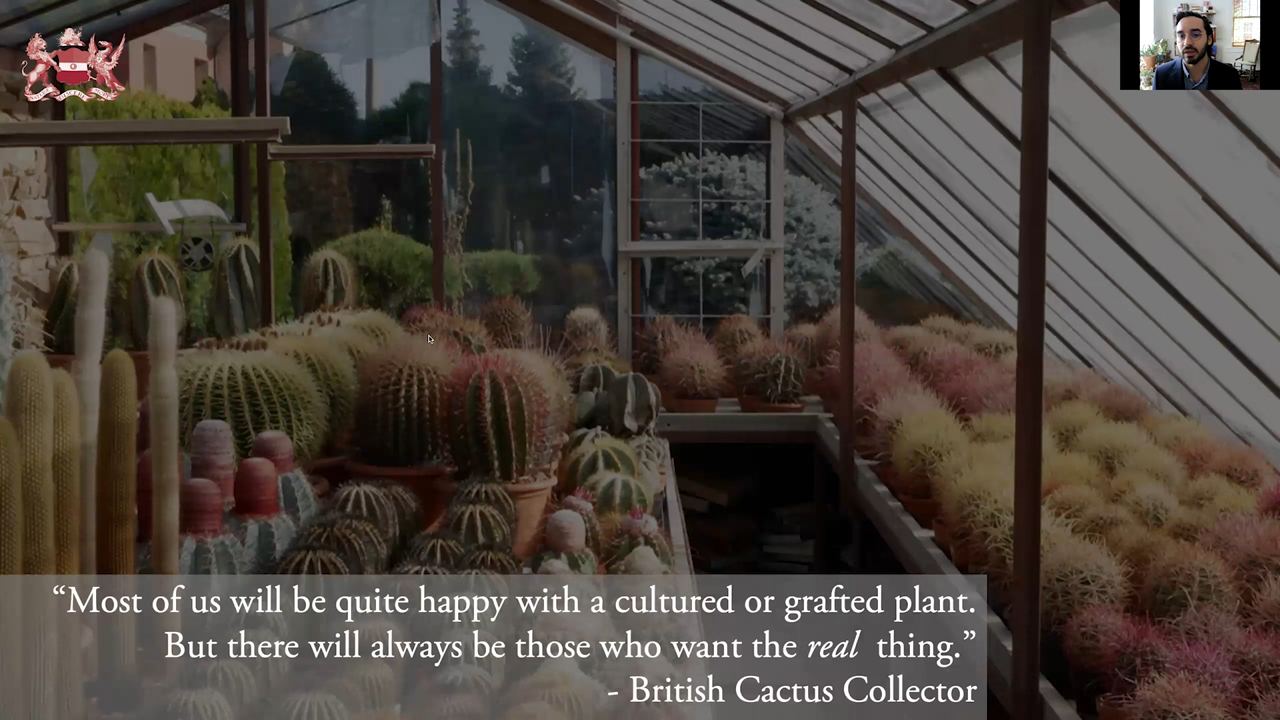 “Most of us will be quite happy with a cultured or grafted plant.
But there will always be those who want the real thing.”
- British Cactus Collector